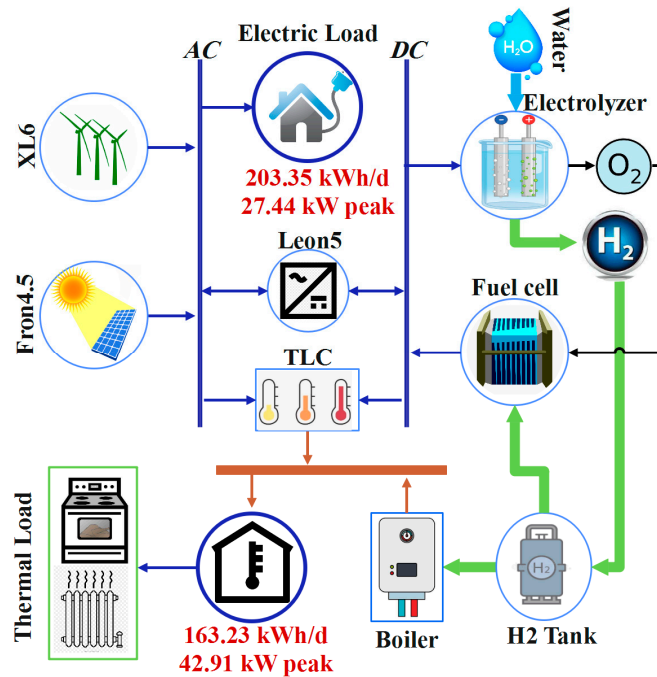 Electric Load
AC
DC
H₂O
Water
Electrolyzer
XL6
O₂
203.35 kWh/d
27.44 kW peak
H₂
Leon5
Fuel cell
Fron4.5
TLC
Thermal Load
H₂
163.23 kWh/d
42.91 kW peak
Boiler
H2 Tank